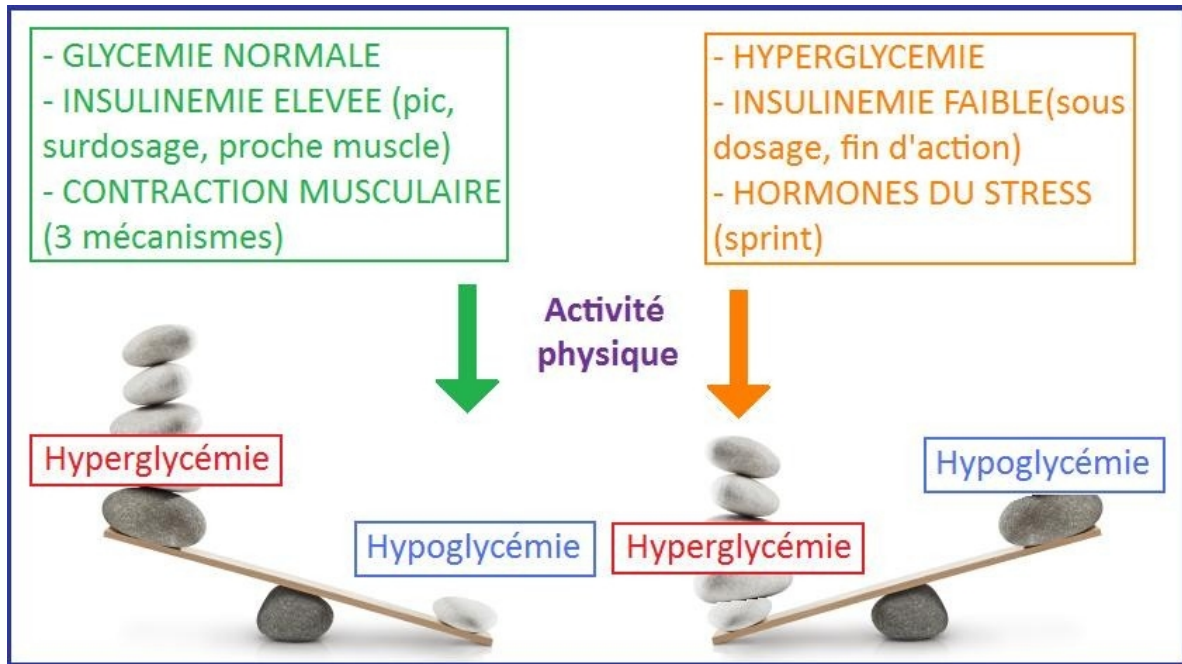 - GLYCEMIE NORMALE
- INSULINEMIE ELEVEE (pic,
surdosage, proche muscle)
- CONTRACTION MUSCULAIRE
(3 mécanismes)
- HYPERGLYCEMIE
- INSULINEMIE FAIBLE(sous
dosage, fin d'action)
- HORMONES DU STRESS
(sprint)
Activité
physique
Hyperglycémie
Hypoglycémie
Hyperglycémie
Hypoglycémie